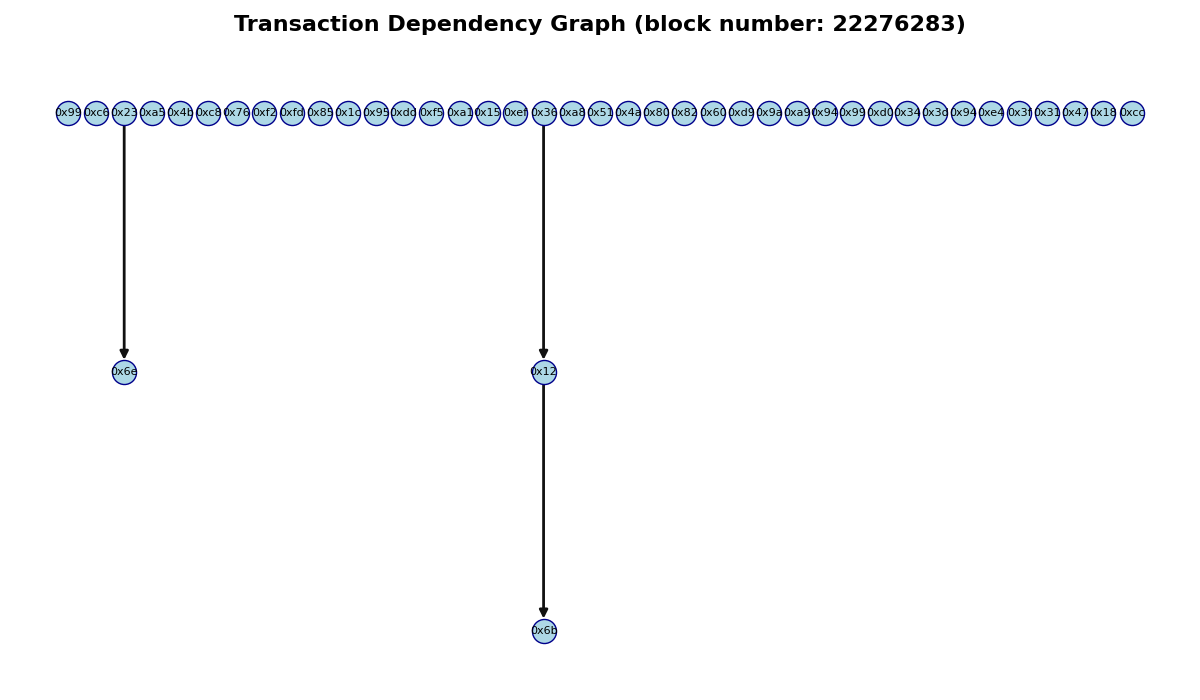 Transaction Dependency Graph (block number: 22276283)
0x99 0xc6 0x23 0xa5 0x4b 0xc8 0x76 0xf2 0xfd 0x85 0x1c 0x95 0xdd 0xf5 0xa1 0x15 0xef 0x36 0xa8 0x51 0x4a 0x80 0x82 0x60 0xd9 0x9a 0xa9 0x94 0x99 0xd0 0x34 0x3d 0x94 0xe4 0x3f 0x31 0x47 0x18 0xcc
0x6e 0x12
0x6b